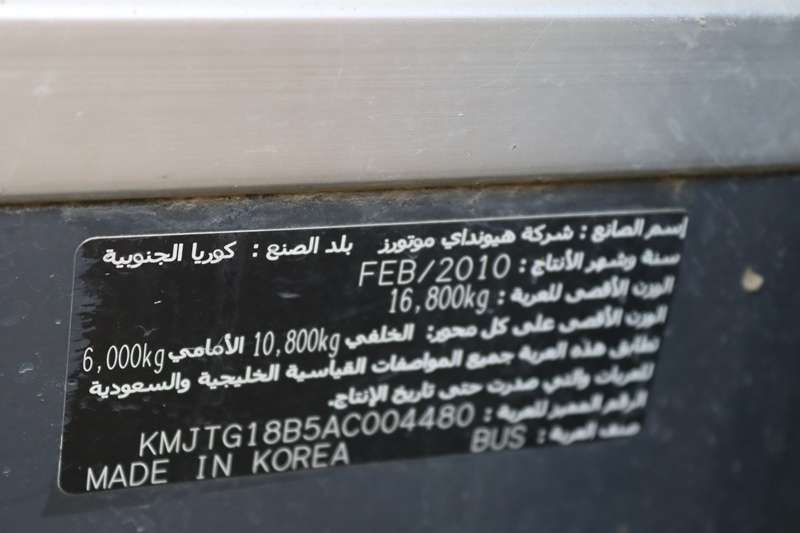 إسم الصانع : شركة هيونداي موتورز بلد الصنع : كوريا الجنوبية
سنة وشهر الأنتاج : FEB/2010
الوزن الأقصى للعربة : 16,800kg
الوزن الأقصى على كل محور: الخلفي 10,800kg الأمامي 6,000kg
تطابق هذه العربة جميع المواصفات القياسية الخليجية والسعودية
للعربات والتي صدرت حتى تاريخ الإنتاج.
الرقم المميز للعربة : KMJTG18B5AC004480
صنف العربة : BUS MADE IN KOREA